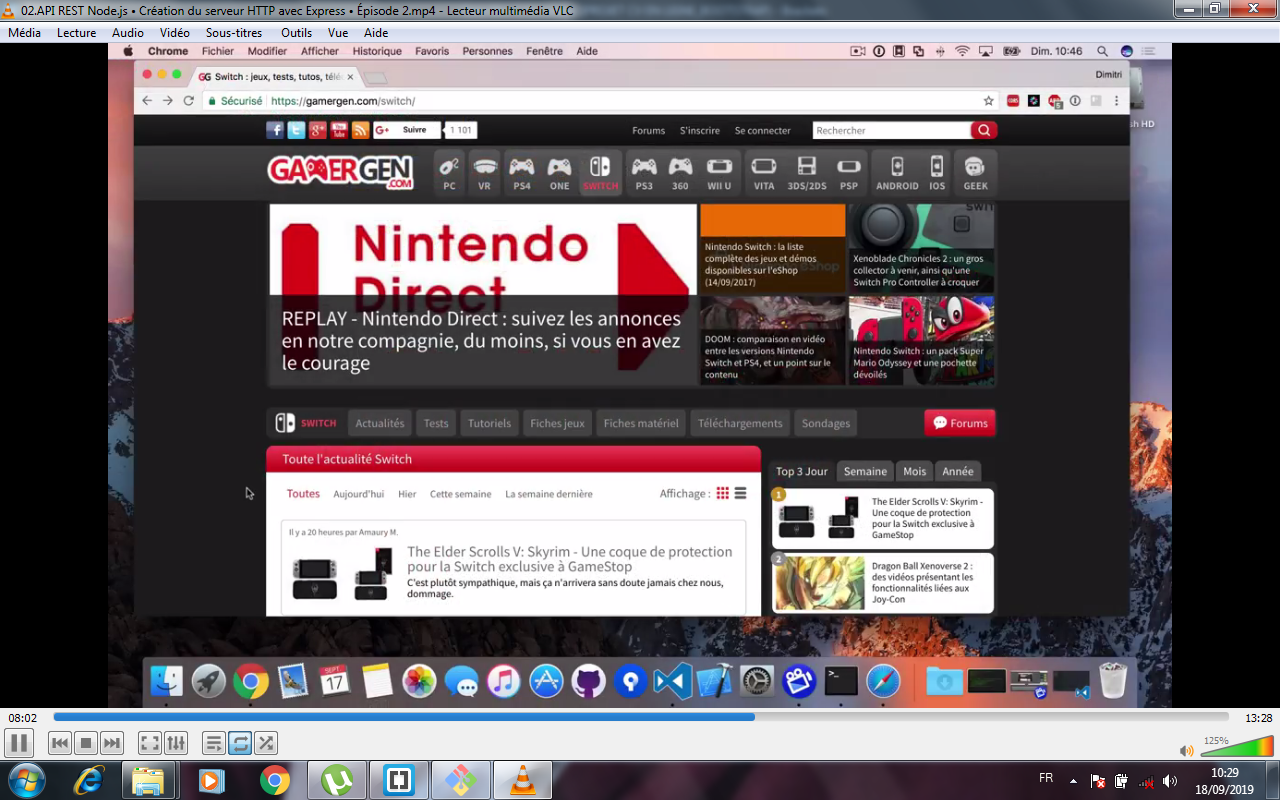 02.API REST Node.js • Création du serveur HTTP avec Express • Épisode 2.mp4 - Lecteur multimédia VLC
Média Lecture Audio Vidéo Sous-titres Outils Vue Aide
Chrome Fichier Modifier Afficher Historique Favoris Personnes Fenêtre Aide Dim. 10:46
GG Switch : jeux, tests, tutos, télé
Dimitri
Sécurisé https://gamergen.com/switch/
sh HD
Suivre 1 101
Forums S'inscrire Se connecter Rechercher
GAMERGEN.COM
PC VR PS4 ONE SWITCH PS3 360 WII U VITA 3DS/2DS PSP ANDROID IOS GEEK
Nintendo
Direct
REPLAY - Nintendo Direct : suivez les annonces
en notre compagnie, du moins, si vous en avez
le courage
Nintendo Switch : la liste
complète des jeux et démos
disponibles sur l'eShop
(14/09/2017)
Xenoblade Chronicles 2 : un gros
collector à venir, ainsi qu'une
Switch Pro Controller à croquer
DOOM : comparaison en vidéo
entre les versions Nintendo
Switch et PS4, et un point sur le
contenu
Nintendo Switch : un pack Super
Mario Odyssey et une pochette
dévoilés
SWITCH Actualités Tests Tutoriels Fiches jeux Fiches matériel Téléchargements Sondages Forums
Toute l'actualité Switch
Toutes Aujourd'hui Hier Cette semaine La semaine dernière Affichage :
Il y a 20 heures par Amaury M.
The Elder Scrolls V: Skyrim - Une coque de protection
pour la Switch exclusive à GameStop
C'est plutôt sympathique, mais ça n'arrivera sans doute jamais chez nous,
dommage.
Top 3 Jour Semaine Mois Année
1
The Elder Scrolls V: Skyrim -
Une coque de protection
pour la Switch exclusive à
GameStop
2
Dragon Ball Xenoverse 2 :
des vidéos présentant les
fonctionnalités liées aux
Joy-Con
SEPT.
17
08:02
13:28
125%
FR
10:29
18/09/2019